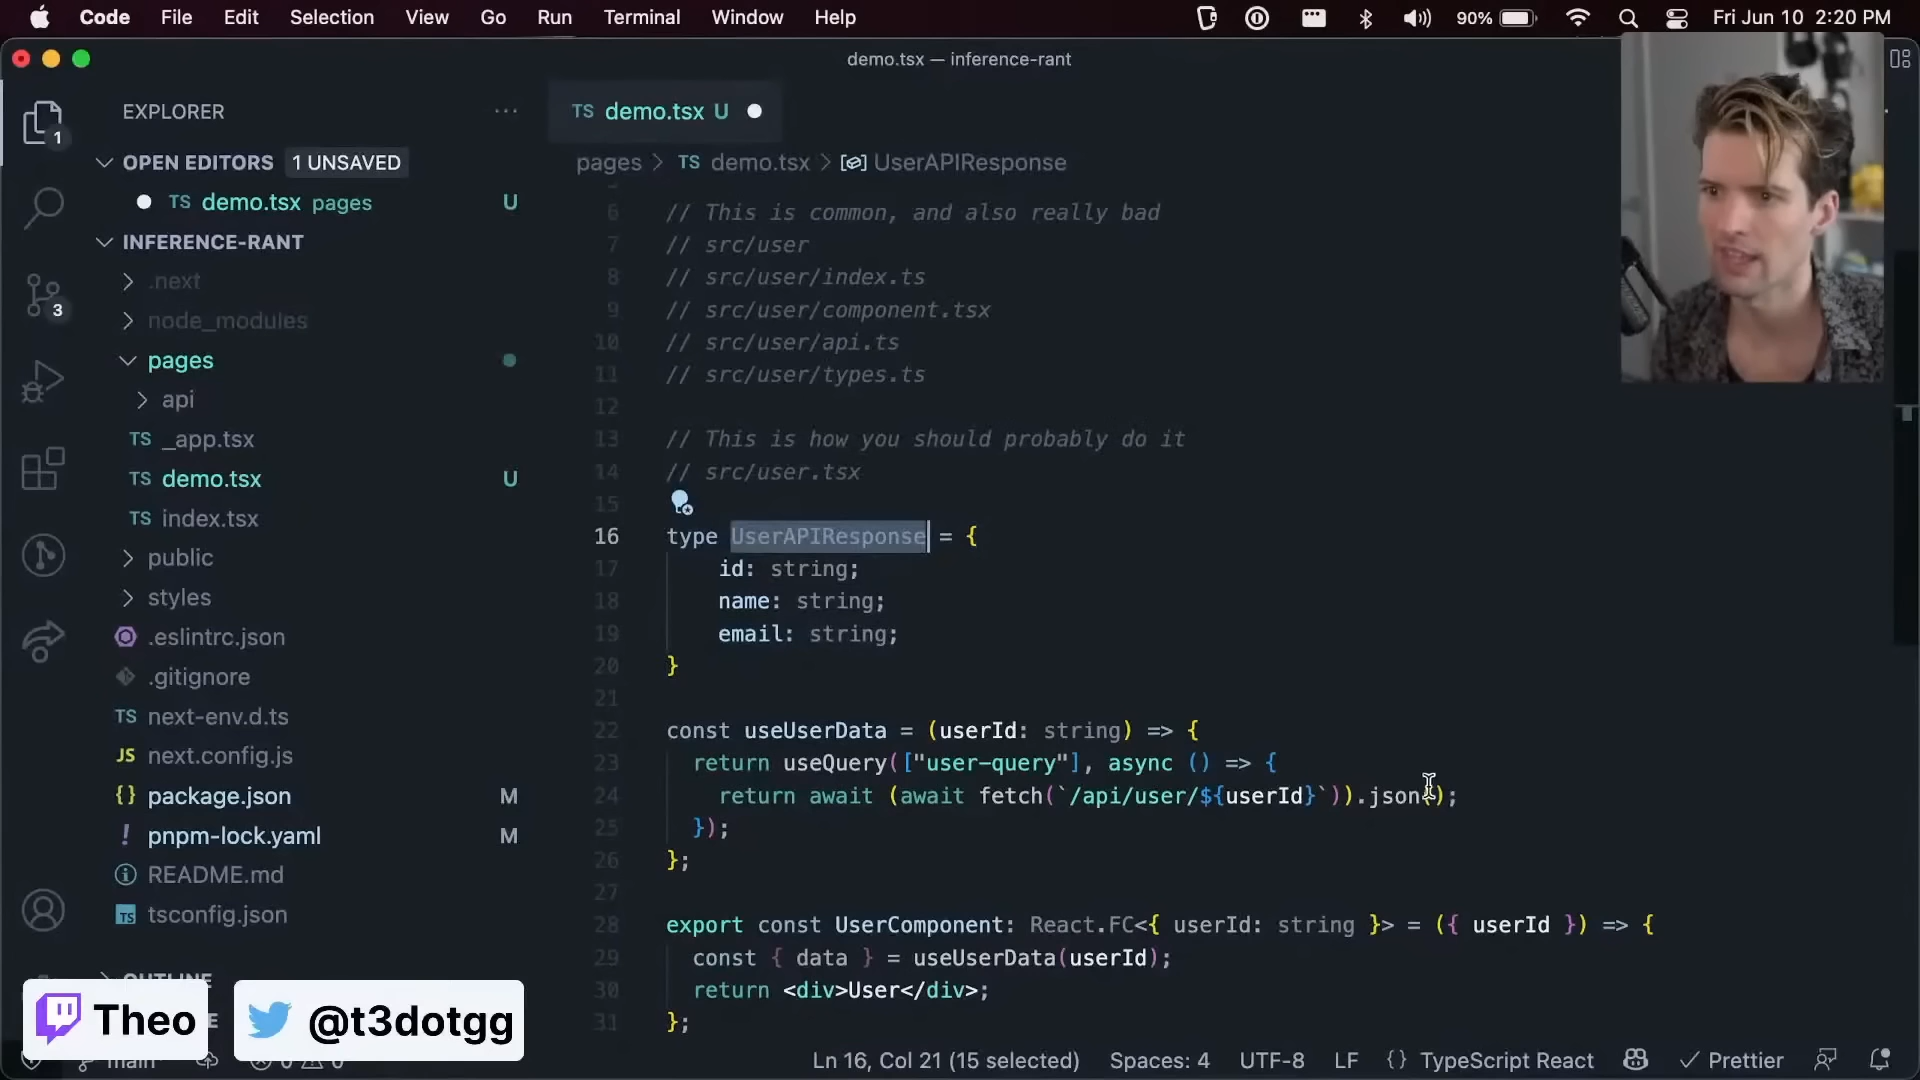 Code File Edit Selection View Go Run Terminal Window Help 90% Fri Jun 10 2:20 PM
demo.tsx — inference-rant
EXPLORER ···
1
OPEN EDITORS 1 UNSAVED
TS demo.tsx pages U
INFERENCE-RANT
.next
3
node_modules
pages
api
TS _app.tsx
TS demo.tsx U
TS index.tsx
public
styles
.eslintrc.json
.gitignore
TS next-env.d.ts
JS next.config.js
{} package.json M
! pnpm-lock.yaml M
README.md
TS tsconfig.json
OUTLINE
TS demo.tsx U
pages > TS demo.tsx > UserAPIResponse
6 // This is common, and also really bad
7 // src/user
8 // src/user/index.ts
9 // src/user/component.tsx
10 // src/user/api.ts
11 // src/user/types.ts
12
13 // This is how you should probably do it
14 // src/user.tsx
15
16 type UserAPIResponse = {
17 id: string;
18 name: string;
19 email: string;
20 }
21
22 const useUserData = (userId: string) => {
23 return useQuery(["user-query"], async () => {
24 return await (await fetch(`/api/user/${userId}`)).json();
25 });
26 };
27
28 export const UserComponent: React.FC<{ userId: string }> = ({ userId }) => {
29 const { data } = useUserData(userId);
30 return <div>User</div>;
31 };
Theo
@t3dotgg
main 0 0 Ln 16, Col 21 (15 selected) Spaces: 4 UTF-8 LF {} TypeScript React Prettier